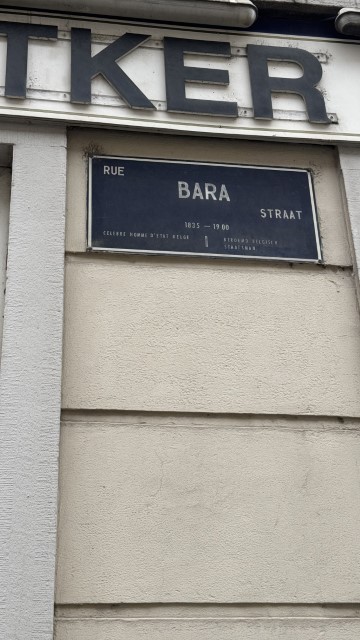 TKER
RUE
BARA
STRAAT
1835 — 1900
CELEBRE HOMME D'ETAT BELGE
BEROEMD BELGISCH
STAATSMAN